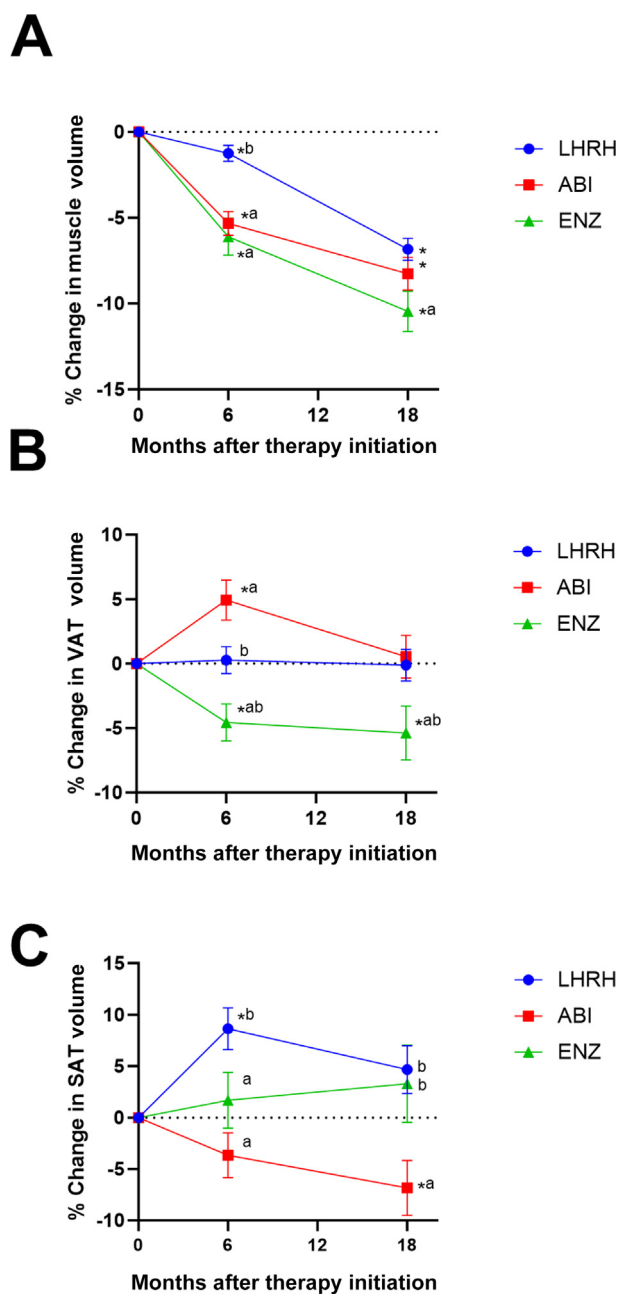 A
% Change in muscle volume
0
-5
-10
-15
*b
*a
*a
*
*
*a
0
6
12
18
Months after therapy initiation
LHRH
ABI
ENZ
B
% Change in VAT volume
10
5
0
-5
-10
*a
b
*ab
*ab
0
6
12
18
Months after therapy initiation
LHRH
ABI
ENZ
C
% Change in SAT volume
15
10
5
0
-5
-10
*b
a
a
b
b
*a
0
6
12
18
Months after therapy initiation
LHRH
ABI
ENZ